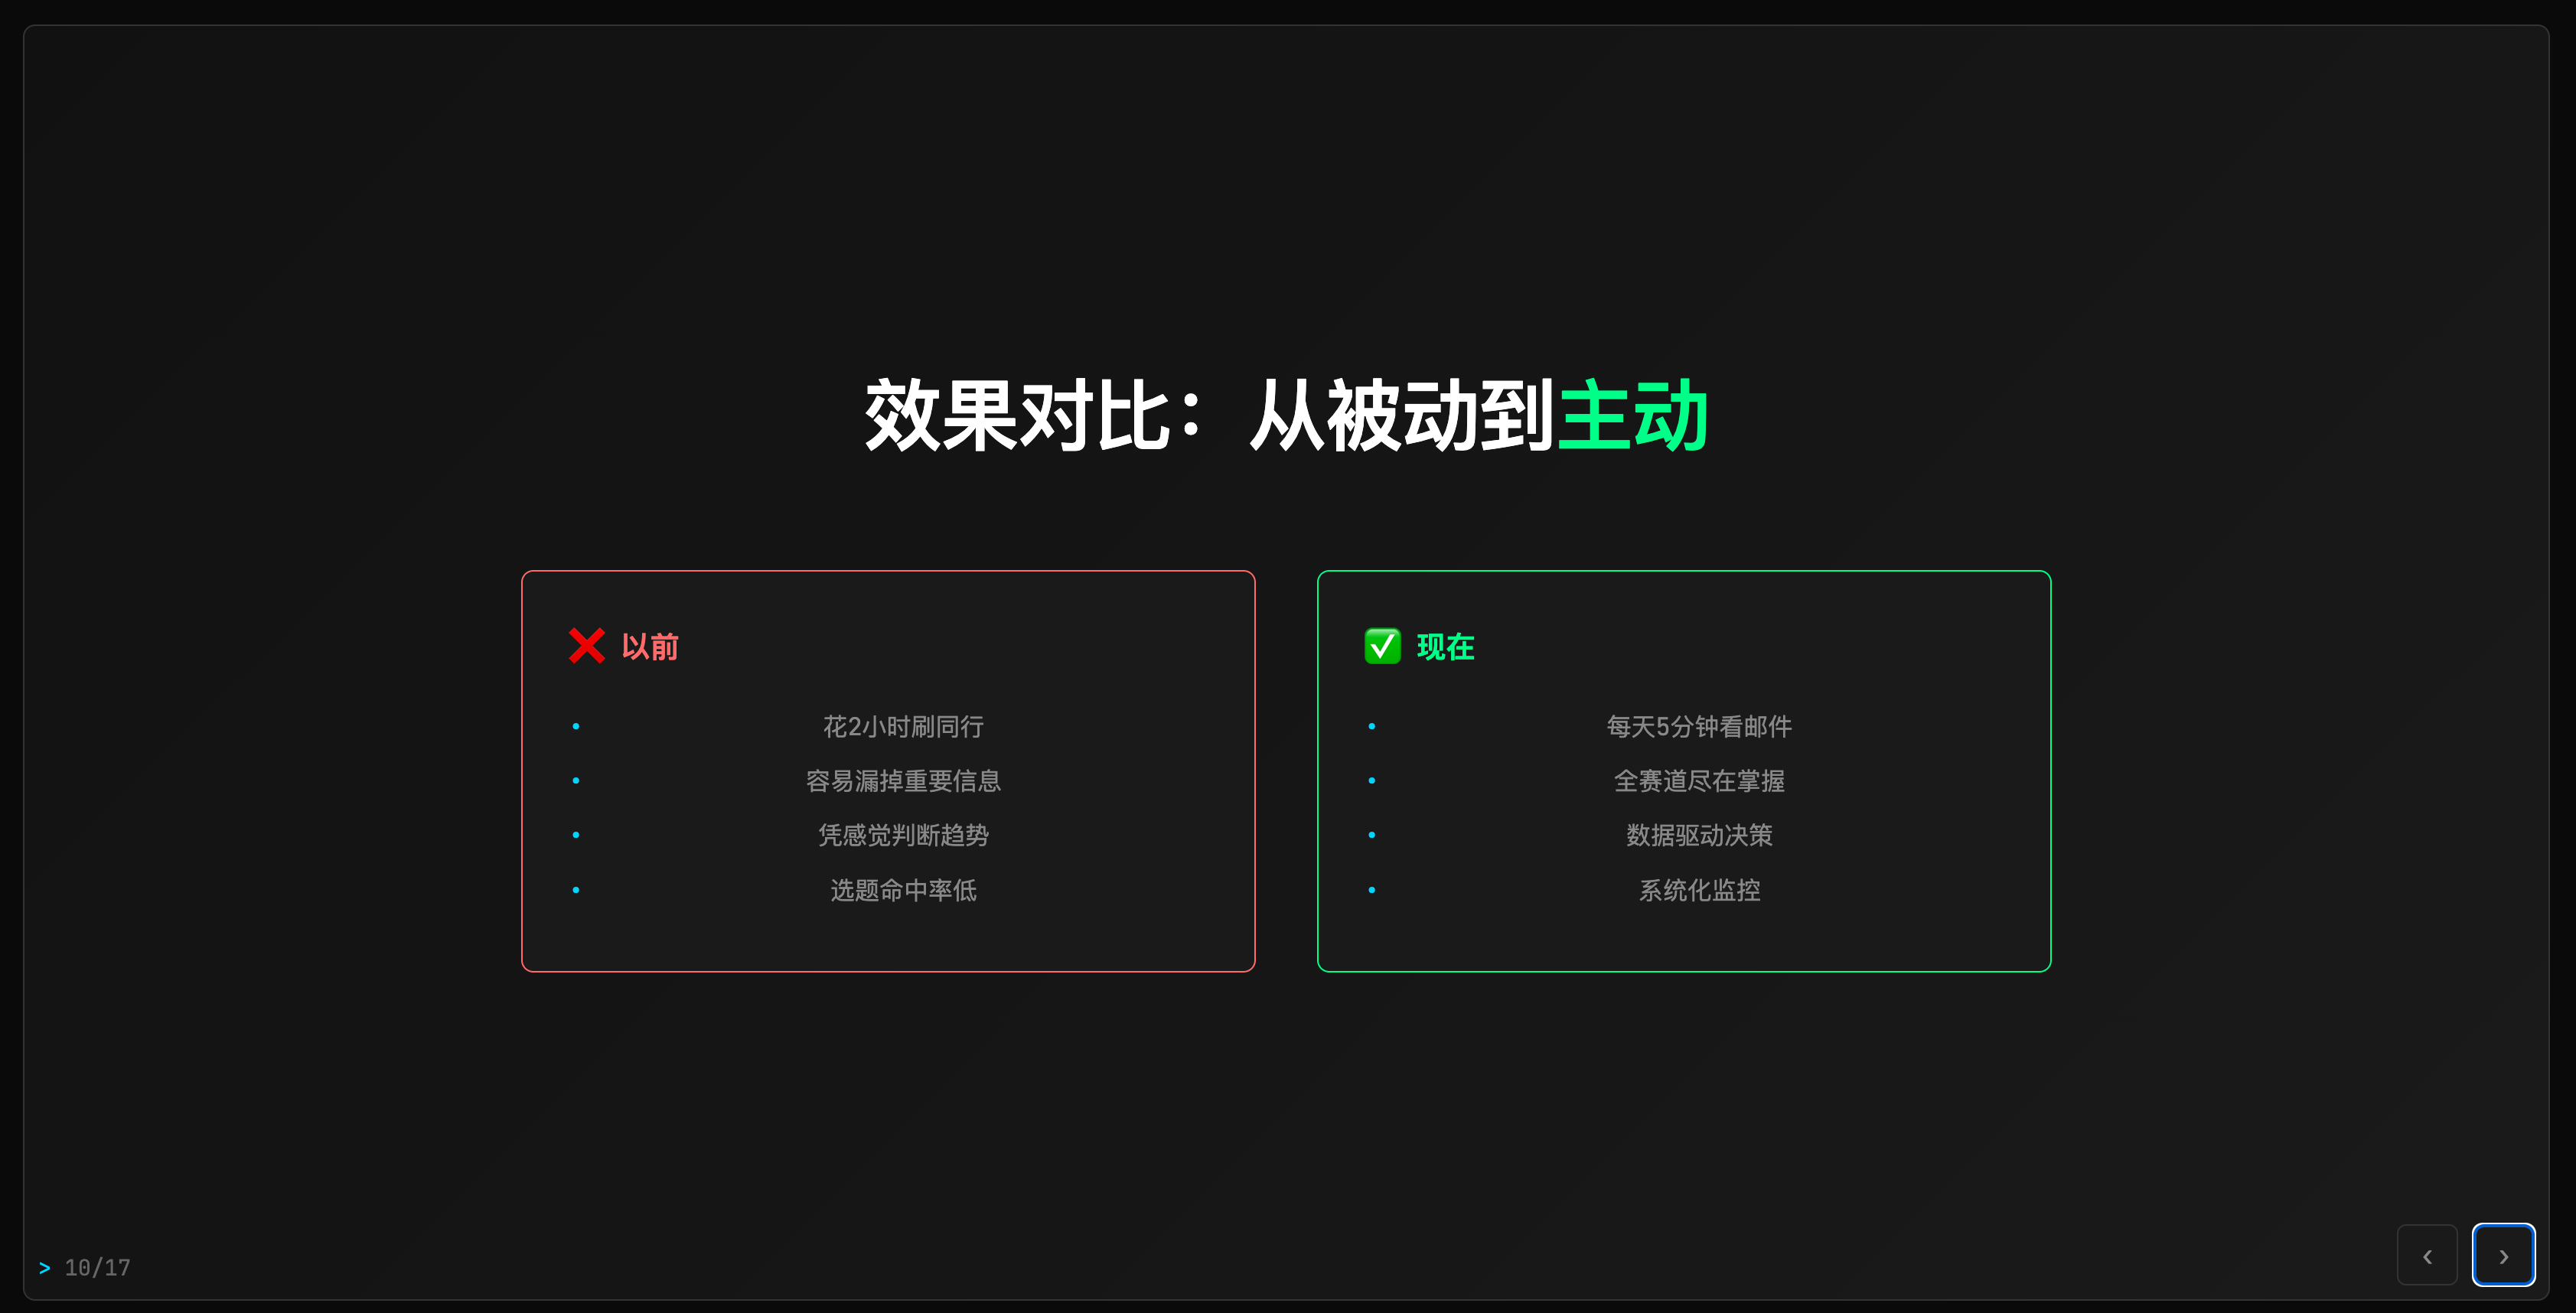 效果对比：从被动到主动
❌ 以前
• 花2小时刷同行
• 容易漏掉重要信息
• 凭感觉判断趋势
• 选题命中率低
✅ 现在
• 每天5分钟看邮件
• 全赛道尽在掌握
• 数据驱动决策
• 系统化监控
> 10/17
‹ ›